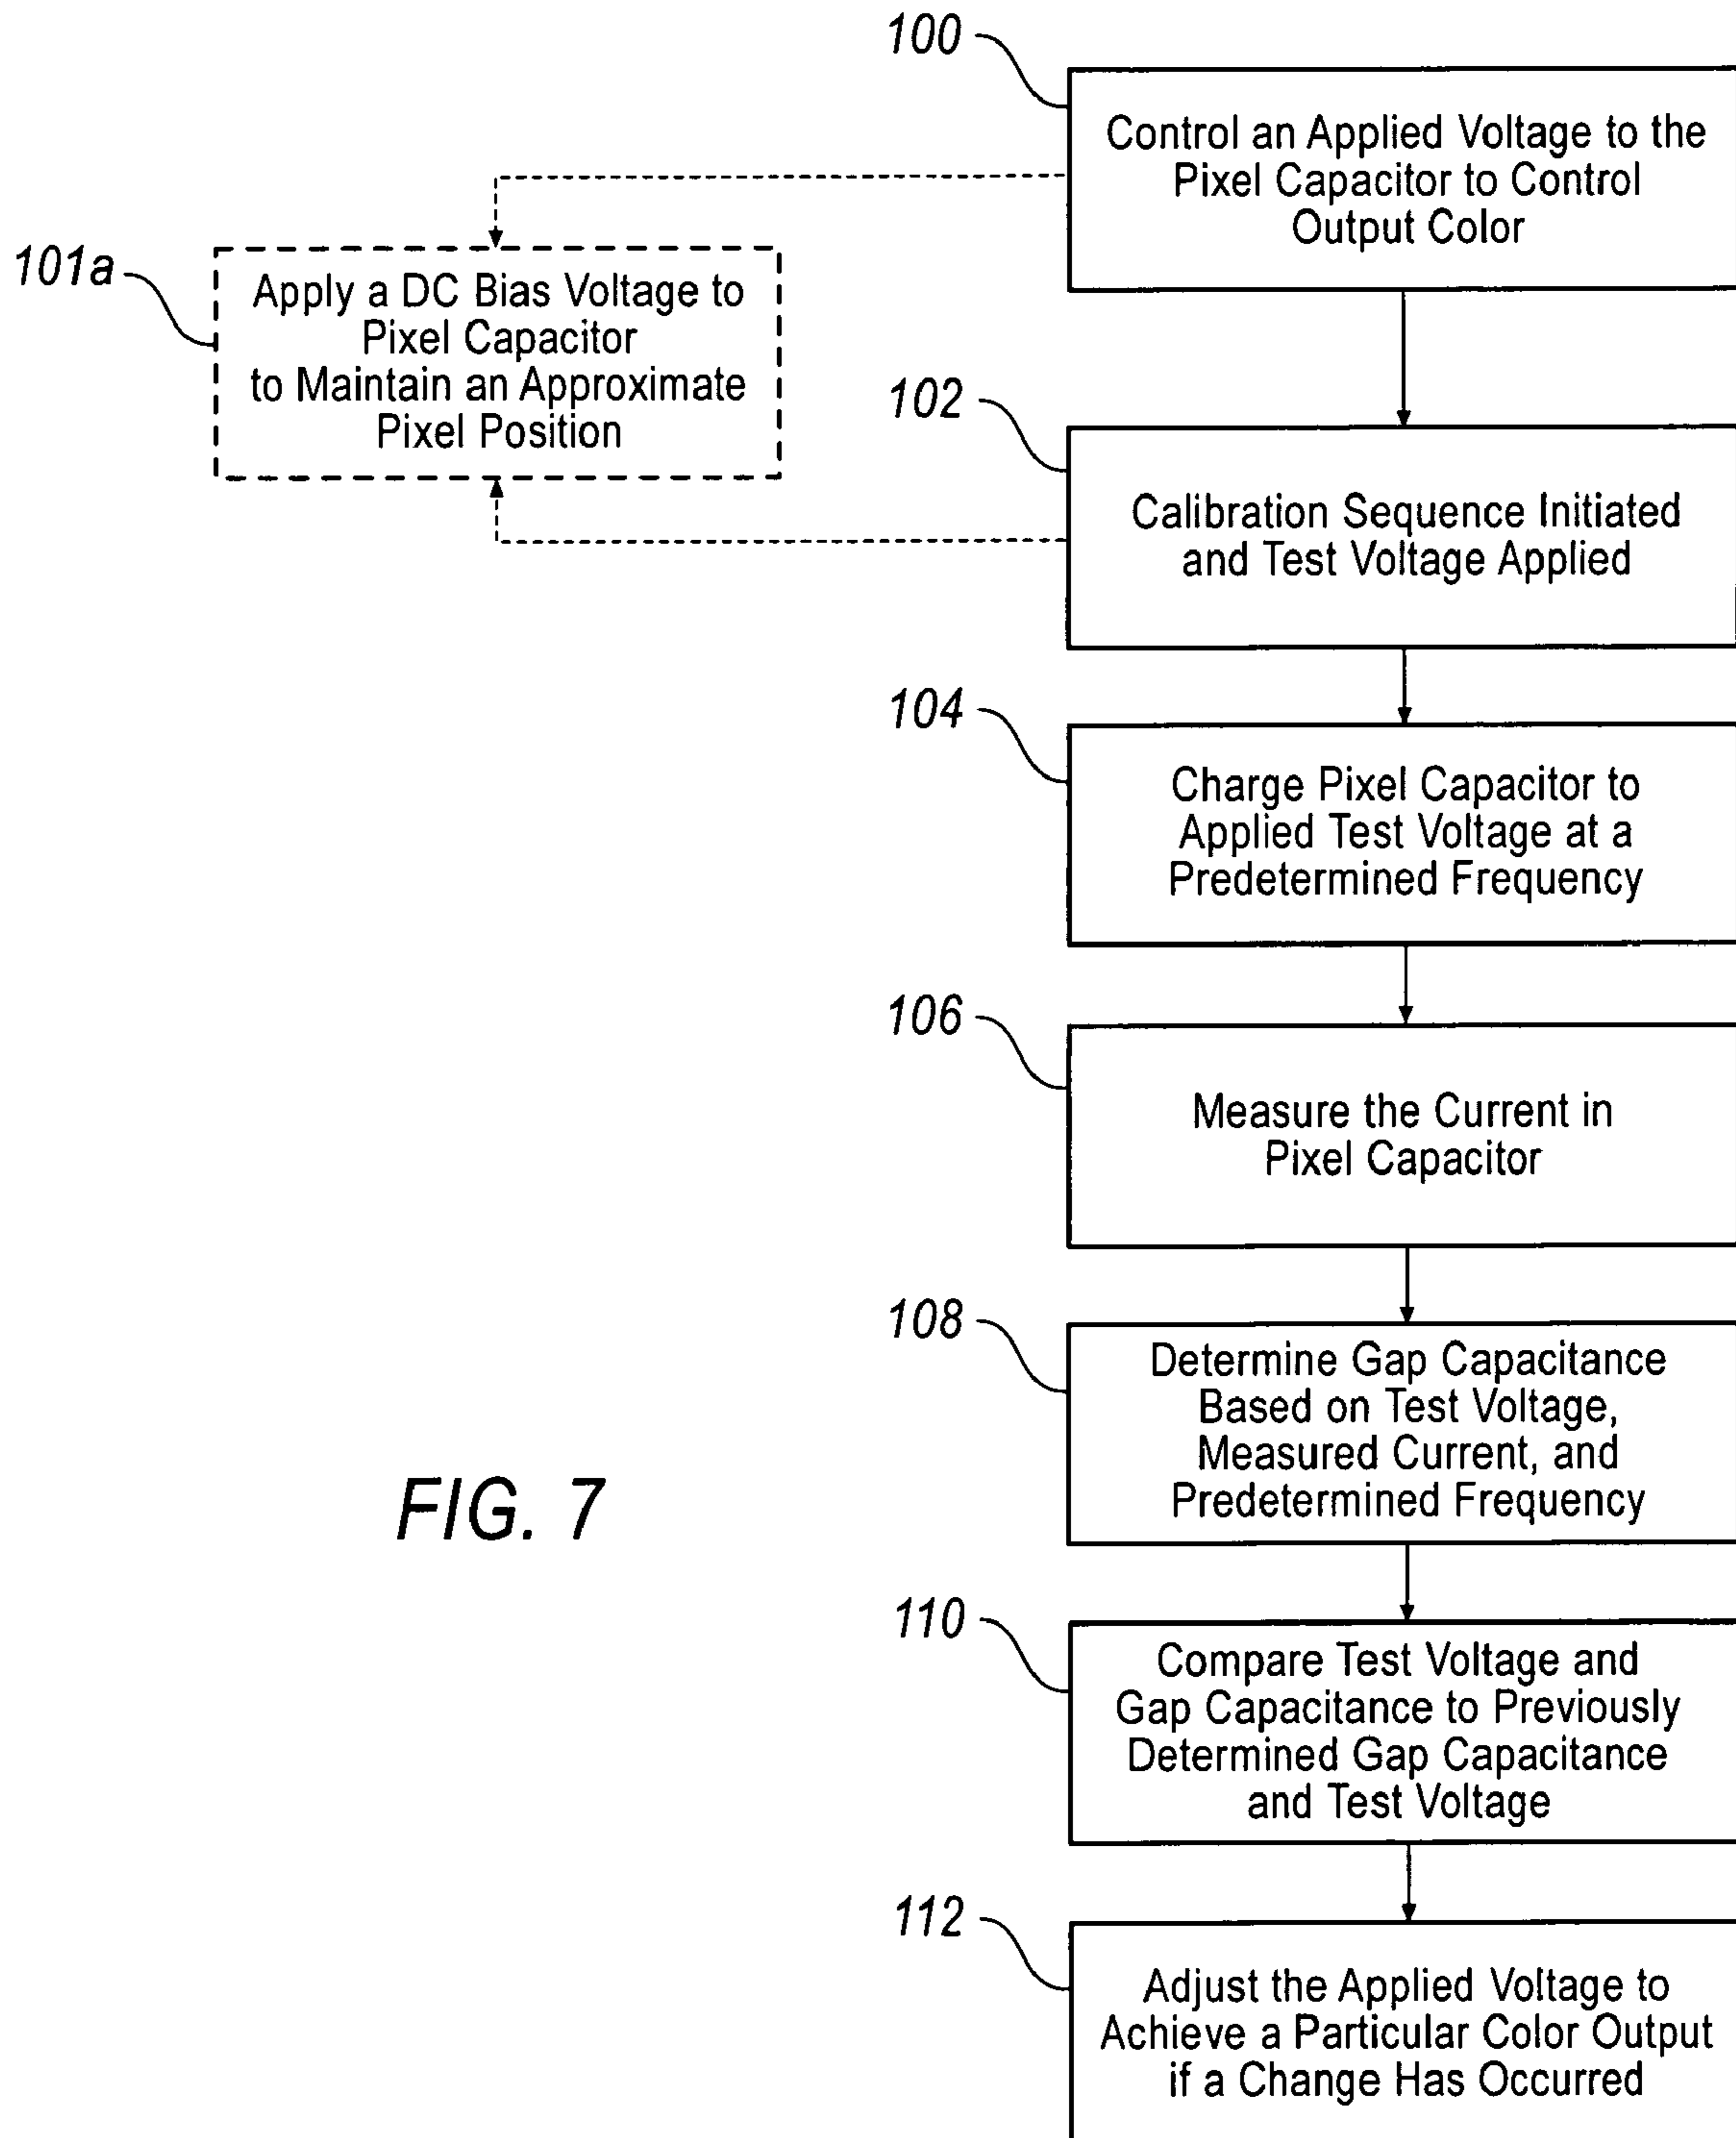 100
Control an Applied Voltage to the
Pixel Capacitor to Control
Output Color
101a
Apply a DC Bias Voltage to
Pixel Capacitor
to Maintain an Approximate
Pixel Position
102
Calibration Sequence Initiated
and Test Voltage Applied
104
Charge Pixel Capacitor to
Applied Test Voltage at a
Predetermined Frequency
106
Measure the Current in
Pixel Capacitor
108
Determine Gap Capacitance
Based on Test Voltage,
Measured Current, and
Predetermined Frequency
FIG. 7
110
Compare Test Voltage and
Gap Capacitance to Previously
Determined Gap Capacitance
and Test Voltage
112
Adjust the Applied Voltage to
Achieve a Particular Color Output
if a Change Has Occurred